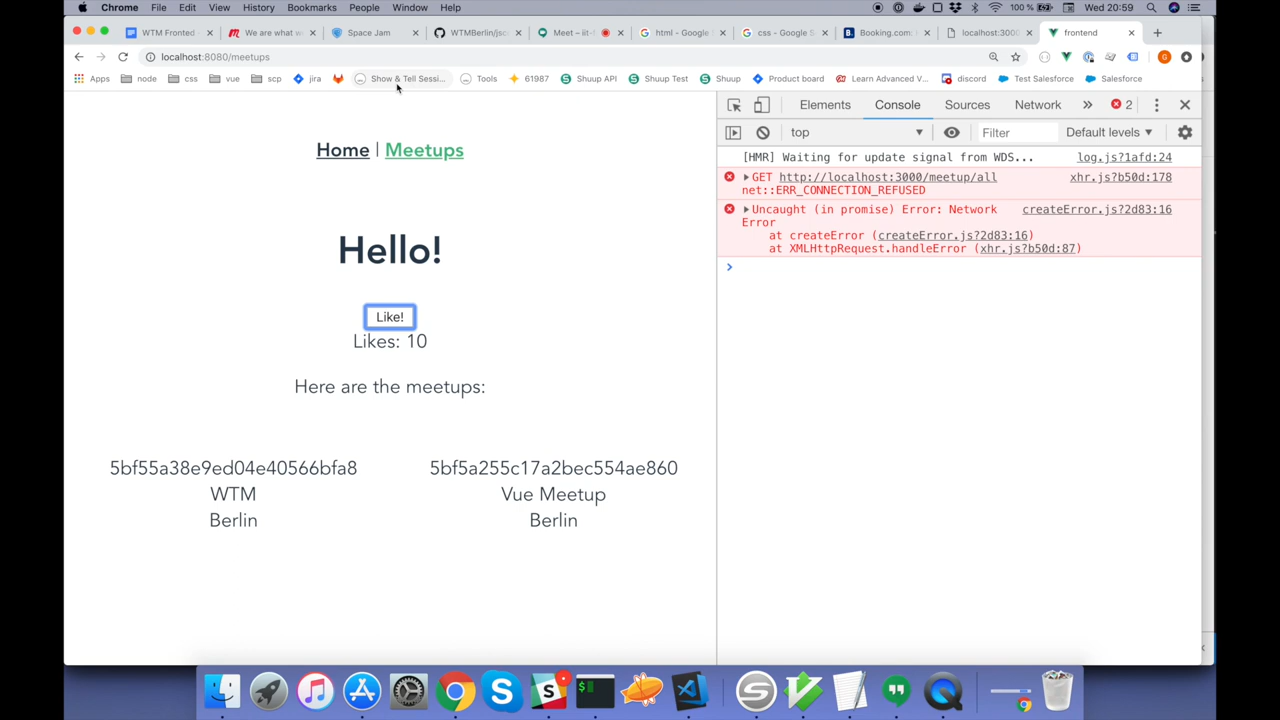 Chrome File Edit View History Bookmarks People Window Help 100 % Wed 20:59
WTM Fronted We are what w Space Jam WTMBerlin/jsc Meet – iit- html - Google css - Google S Booking.com: localhost:300 frontend
localhost:8080/meetups
Apps node css vue scp jira Show & Tell Sessi... Tools 61987 Shuup API Shuup Test Shuup Product board Learn Advanced V... discord Test Salesforce Salesforce
Elements Console Sources Network » 2
top Filter Default levels
[HMR] Waiting for update signal from WDS... log.js?1afd:24
GET http://localhost:3000/meetup/all xhr.js?b50d:178
net::ERR_CONNECTION_REFUSED
Uncaught (in promise) Error: Network createError.js?2d83:16
Error
at createError (createError.js?2d83:16)
at XMLHttpRequest.handleError (xhr.js?b50d:87)
Home | Meetups
Hello!
Like!
Likes: 10
Here are the meetups:
5bf55a38e9ed04e40566bfa8 5bf5a255c17a2bec554ae860
WTM Vue Meetup
Berlin Berlin